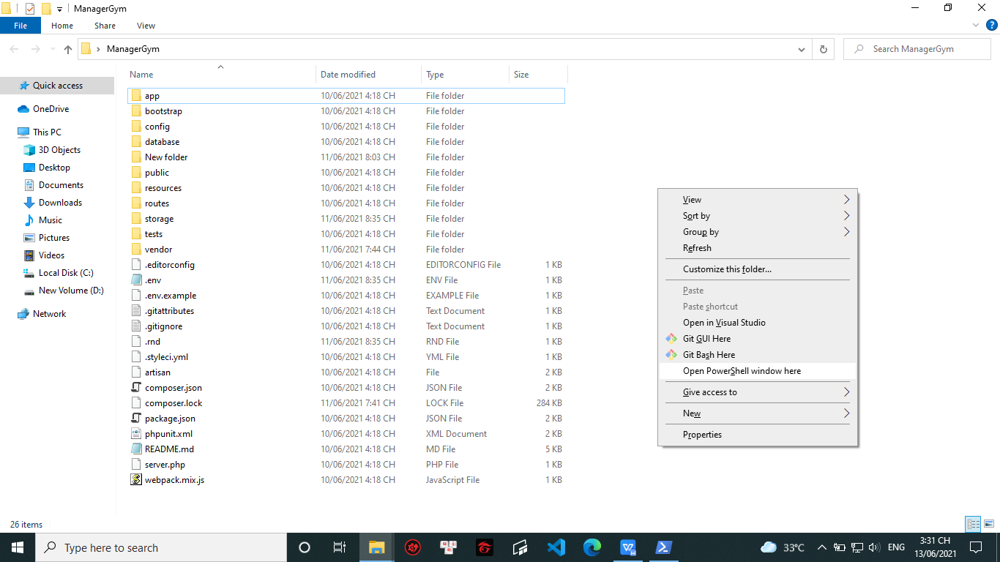 ManagerGym
File Home Share View
ManagerGym
Search ManagerGym
Name Date modified Type Size
Quick access
OneDrive
This PC
3D Objects
Desktop
Documents
Downloads
Music
Pictures
Videos
Local Disk (C:)
New Volume (D:)
Network
app 10/06/2021 4:18 CH File folder
bootstrap 10/06/2021 4:18 CH File folder
config 10/06/2021 4:18 CH File folder
database 10/06/2021 4:18 CH File folder
New folder 11/06/2021 8:03 CH File folder
public 10/06/2021 4:18 CH File folder
resources 10/06/2021 4:18 CH File folder
routes 10/06/2021 4:18 CH File folder
storage 11/06/2021 8:35 CH File folder
tests 10/06/2021 4:18 CH File folder
vendor 11/06/2021 7:44 CH File folder
.editorconfig 10/06/2021 4:18 CH EDITORCONFIG File 1 KB
.env 11/06/2021 8:35 CH ENV File 1 KB
.env.example 10/06/2021 4:18 CH EXAMPLE File 1 KB
.gitattributes 10/06/2021 4:18 CH Text Document 1 KB
.gitignore 10/06/2021 4:18 CH Text Document 1 KB
.rnd 11/06/2021 8:35 CH RND File 1 KB
.styleci.yml 10/06/2021 4:18 CH YML File 1 KB
artisan 10/06/2021 4:18 CH File 2 KB
composer.json 10/06/2021 4:18 CH JSON File 2 KB
composer.lock 11/06/2021 7:41 CH LOCK File 284 KB
package.json 10/06/2021 4:18 CH JSON File 2 KB
phpunit.xml 10/06/2021 4:18 CH XML Document 2 KB
README.md 10/06/2021 4:18 CH MD File 5 KB
server.php 10/06/2021 4:18 CH PHP File 1 KB
webpack.mix.js 10/06/2021 4:18 CH JavaScript File 1 KB
View
Sort by
Group by
Refresh
Customize this folder...
Paste
Paste shortcut
Open in Visual Studio
Git GUI Here
Git Bash Here
Open PowerShell window here
Give access to
New
Properties
26 items
Type here to search
33°C
ENG
3:31 CH
13/06/2021